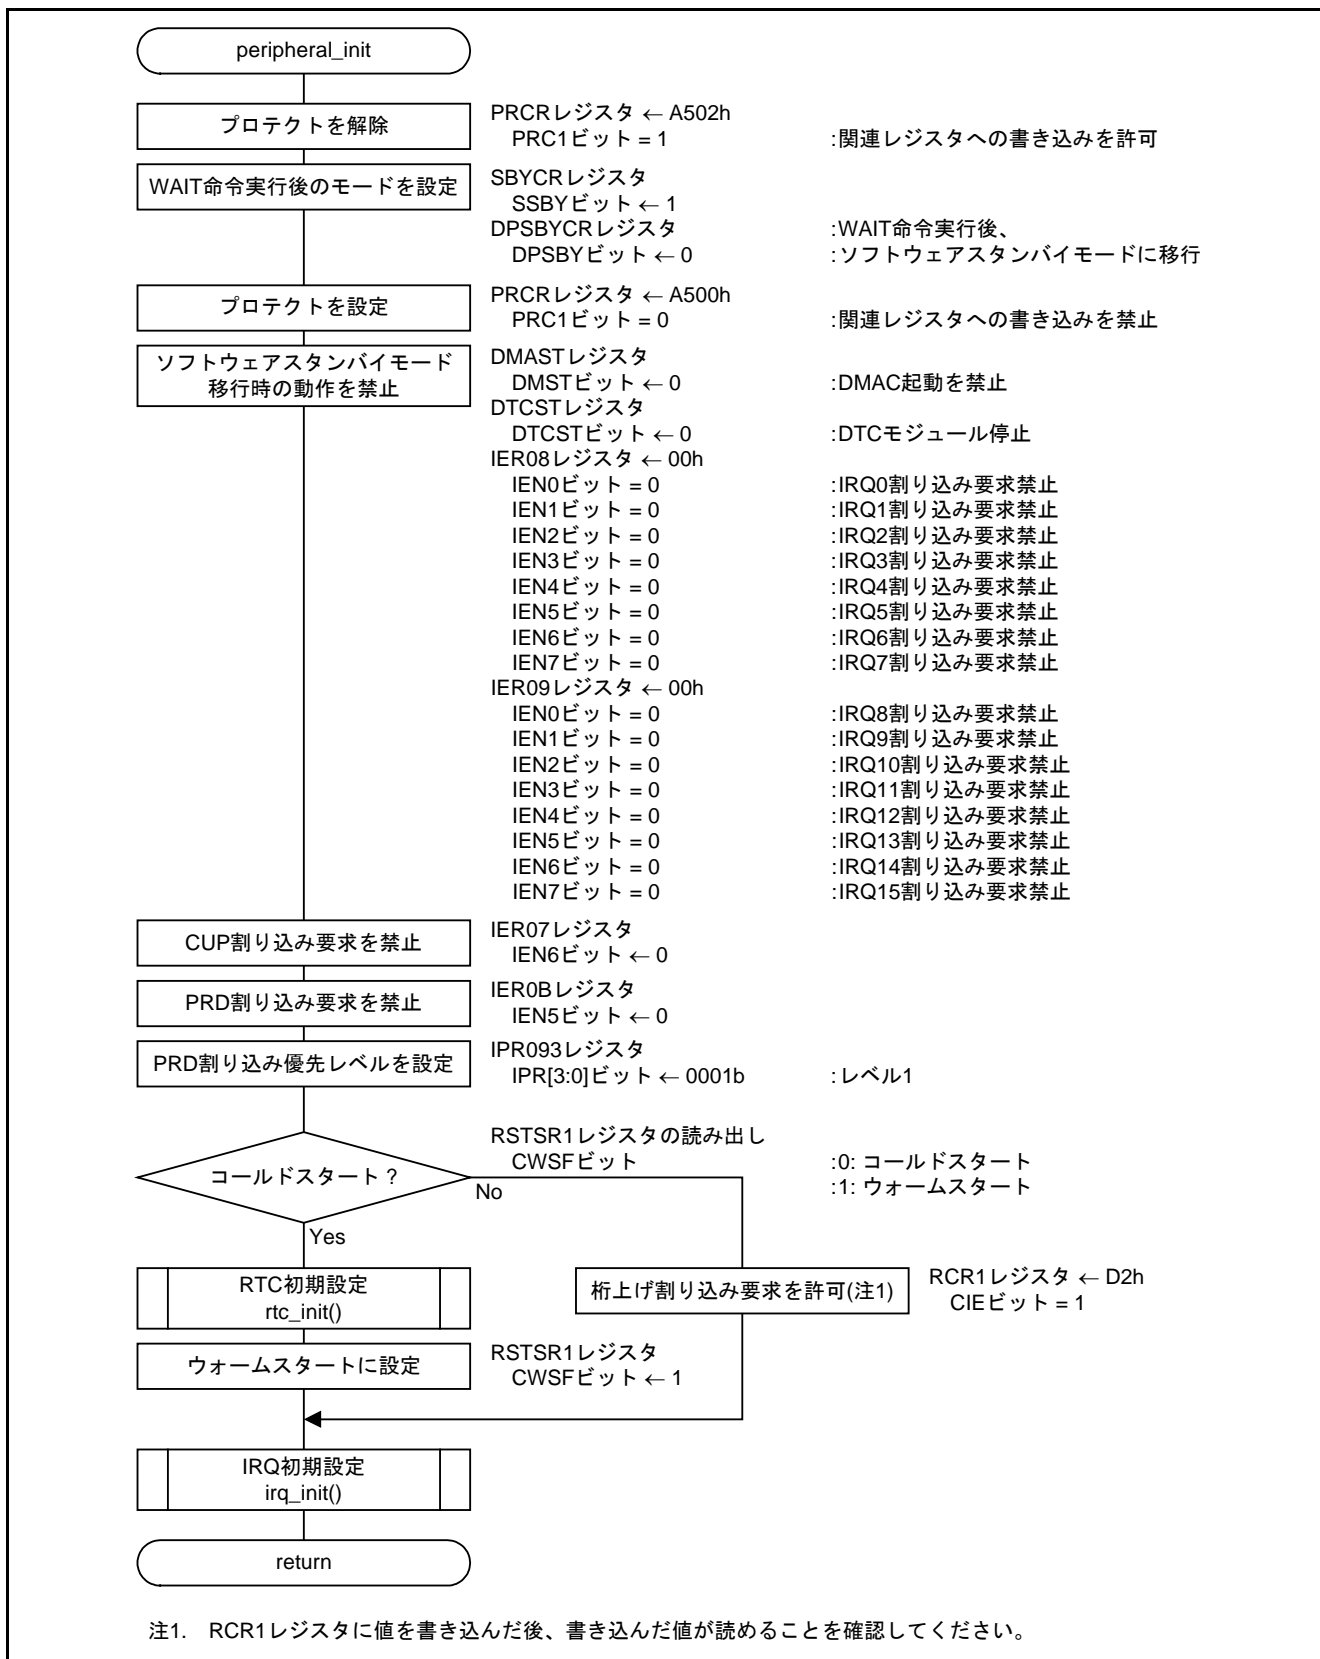 peripheral_init
プロテクトを解除
PRCRレジスタ ← A502h
PRC1ビット = 1 :関連レジスタへの書き込みを許可
WAIT命令実行後のモードを設定
SBYCRレジスタ
SSBYビット ← 1
DPSBYCRレジスタ :WAIT命令実行後、
DPSBYビット ← 0 :ソフトウェアスタンバイモードに移行
プロテクトを設定
PRCRレジスタ ← A500h
PRC1ビット = 0 :関連レジスタへの書き込みを禁止
ソフトウェアスタンバイモード
移行時の動作を禁止
DMASTレジスタ
DMSTビット ← 0 :DMAC起動を禁止
DTCSTレジスタ
DTCSTビット ← 0 :DTCモジュール停止
IER08レジスタ ← 00h
IEN0ビット = 0 :IRQ0割り込み要求禁止
IEN1ビット = 0 :IRQ1割り込み要求禁止
IEN2ビット = 0 :IRQ2割り込み要求禁止
IEN3ビット = 0 :IRQ3割り込み要求禁止
IEN4ビット = 0 :IRQ4割り込み要求禁止
IEN5ビット = 0 :IRQ5割り込み要求禁止
IEN6ビット = 0 :IRQ6割り込み要求禁止
IEN7ビット = 0 :IRQ7割り込み要求禁止
IER09レジスタ ← 00h
IEN0ビット = 0 :IRQ8割り込み要求禁止
IEN1ビット = 0 :IRQ9割り込み要求禁止
IEN2ビット = 0 :IRQ10割り込み要求禁止
IEN3ビット = 0 :IRQ11割り込み要求禁止
IEN4ビット = 0 :IRQ12割り込み要求禁止
IEN5ビット = 0 :IRQ13割り込み要求禁止
IEN6ビット = 0 :IRQ14割り込み要求禁止
IEN7ビット = 0 :IRQ15割り込み要求禁止
CUP割り込み要求を禁止
IER07レジスタ
IEN6ビット ← 0
PRD割り込み要求を禁止
IER0Bレジスタ
IEN5ビット ← 0
PRD割り込み優先レベルを設定
IPR093レジスタ
IPR[3:0]ビット ← 0001b :レベル1
コールドスタート?
RSTSR1レジスタの読み出し
CWSFビット :0: コールドスタート
:1: ウォームスタート
No
Yes
RTC初期設定
rtc_init()
桁上げ割り込み要求を許可(注1)
RCR1レジスタ ← D2h
CIEビット = 1
ウォームスタートに設定
RSTSR1レジスタ
CWSFビット ← 1
IRQ初期設定
irq_init()
return
注1. RCR1レジスタに値を書き込んだ後、書き込んだ値が読めることを確認してください。